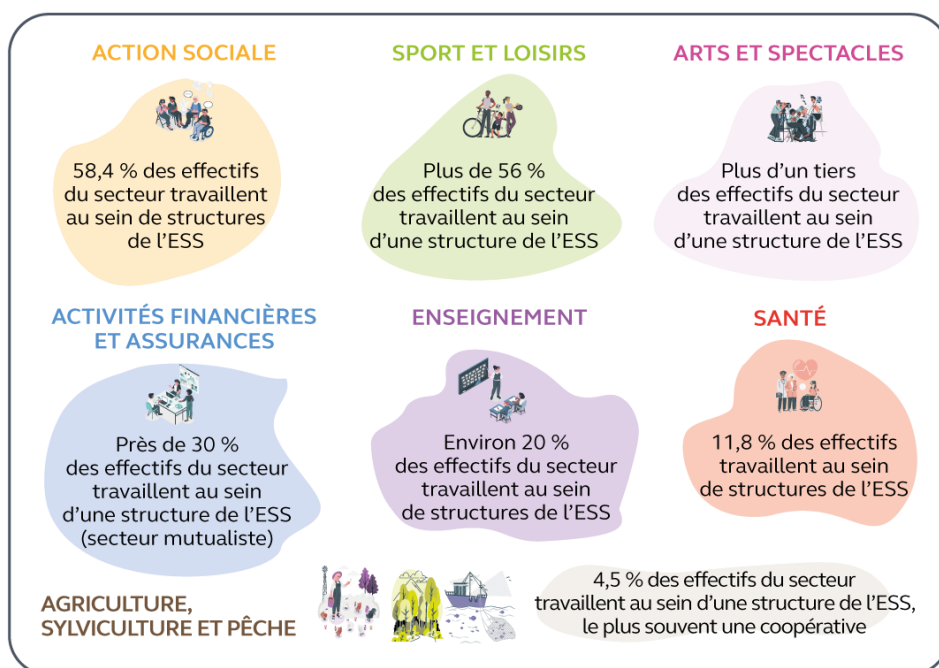 ACTION SOCIALE
58,4 % des effectifs
du secteur travaillent
au sein de structures
de l’ESS
SPORT ET LOISIRS
Plus de 56 %
des effectifs du secteur
travaillent au sein
d’une structure de l’ESS
ARTS ET SPECTACLES
Plus d’un tiers
des effectifs du secteur
travaillent au sein
d’une structure de l’ESS
ACTIVITÉS FINANCIÈRES
ET ASSURANCES
Près de 30 %
des effectifs du secteur
travaillent au sein
d’une structure de l’ESS
(secteur mutualiste)
ENSEIGNEMENT
Environ 20 %
des effectifs du secteur
travaillent au sein
de structures de l’ESS
SANTÉ
11,8 % des effectifs
travaillent au sein
de structures de l’ESS
AGRICULTURE,
SYLVICULTURE ET PÊCHE
4,5 % des effectifs du secteur
travaillent au sein d’une structure de l’ESS,
le plus souvent une coopérative